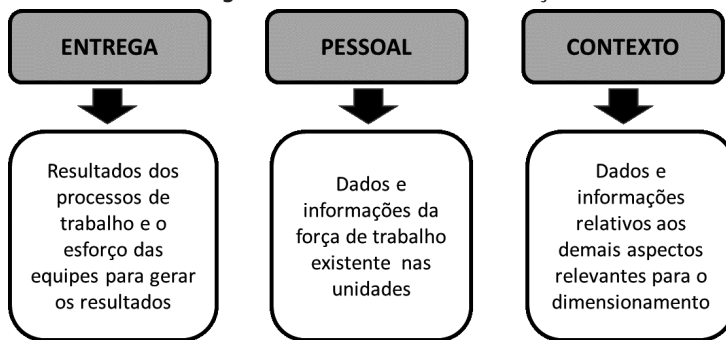 ENTREGA
PESSOAL
CONTEXTO
Resultados dos
processos de
trabalho e o
esforço das
equipes para gerar
os resultados
Dados e
informações da
força de trabalho
existente nas
unidades
Dados e
informações
relativos aos
demais aspectos
relevantes para o
dimensionamento